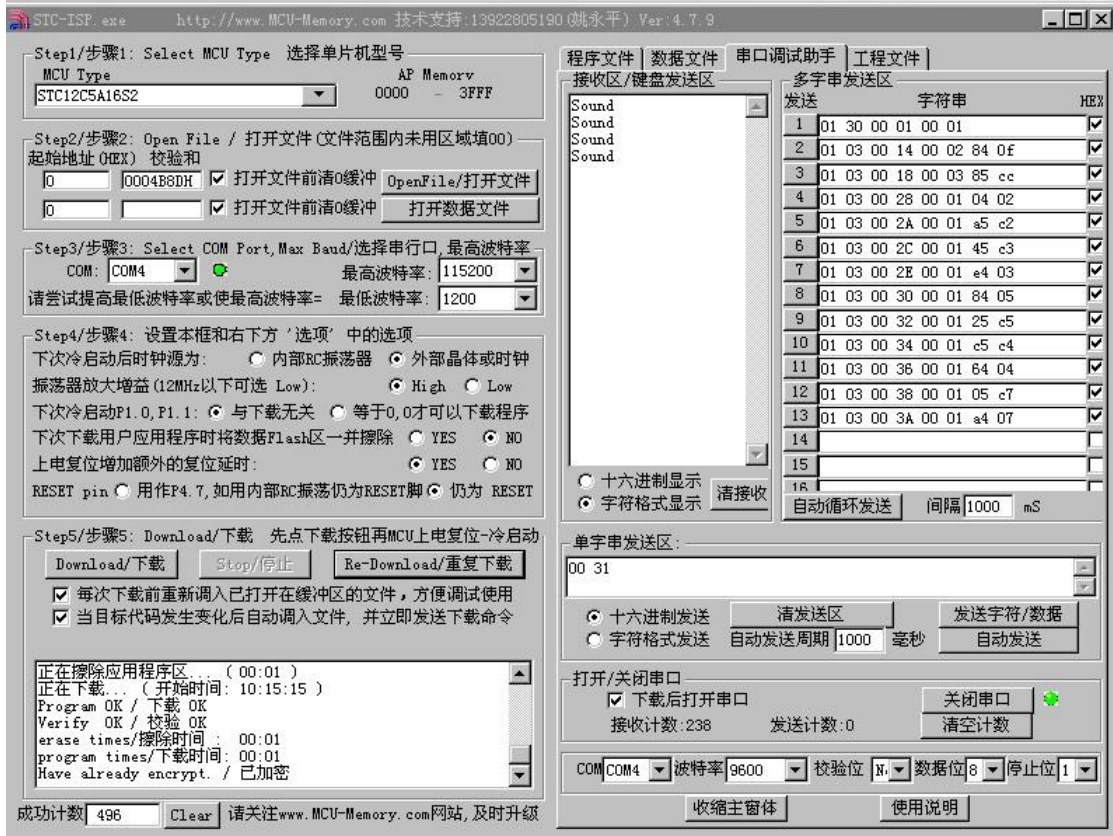 STC-ISP.exe http://www.MCU-Memory.com 技术支持:13922805190(姚永平) Ver:4.7.9
Step1/步骤1: Select MCU Type 选择单片机型号
MCU Type AP Memory
STC12C5A16S2 0000 - 3FFF
Step2/步骤2: Open File / 打开文件(文件范围内未用区域填00)
起始地址(HEX) 校验和
0 0004B8DH 打开文件前清0缓冲 OpenFile/打开文件
0 打开文件前清0缓冲 打开数据文件
Step3/步骤3: Select COM Port,Max Baud/选择串行口,最高波特率
COM: COM4 最高波特率: 115200
请尝试提高最低波特率或使最高波特率= 最低波特率: 1200
Step4/步骤4: 设置本框和右下方 '选项' 中的选项
下次冷启动后时钟源为: 内部RC振荡器 外部晶体或时钟
振荡器放大增益(12MHz以下可选 Low): High Low
下次冷启动P1.0,P1.1: 与下载无关 等于0,0才可以下载程序
下次下载用户应用程序时将数据Flash区一并擦除 YES NO
上电复位增加额外的复位延时: YES NO
RESET pin 用作P4.7,如用内部RC振荡仍为RESET脚 仍为 RESET
Step5/步骤5: Download/下载 先点下载按钮再MCU上电复位-冷启动
Download/下载 Stop/停止 Re-Download/重复下载
每次下载前重新调入已打开在缓冲区的文件，方便调试使用
当目标代码发生变化后自动调入文件, 并立即发送下载命令
正在擦除应用程序区... ( 00:01 )
正在下载... ( 开始时间: 10:15:15 )
Program OK / 下载 OK
Verify OK / 校验 OK
erase times/擦除时间 : 00:01
program times/下载时间: 00:01
Have already encrypt. / 已加密
成功计数 496 Clear 请关注www.MCU-Memory.com网站,及时升级
程序文件 数据文件 串口调试助手 工程文件
接收区/键盘发送区
Sound
Sound
Sound
Sound
十六进制显示
字符格式显示 清接收
多字串发送区
发送 字符串 HEX
1 01 30 00 01 00 01
2 01 03 00 14 00 02 84 0f
3 01 03 00 18 00 03 85 cc
4 01 03 00 28 00 01 04 02
5 01 03 00 2A 00 01 a5 c2
6 01 03 00 2C 00 01 45 c3
7 01 03 00 2E 00 01 e4 03
8 01 03 00 30 00 01 84 05
9 01 03 00 32 00 01 25 c5
10 01 03 00 34 00 01 c5 c4
11 01 03 00 36 00 01 64 04
12 01 03 00 38 00 01 05 c7
13 01 03 00 3A 00 01 a4 07
14
15
16
自动循环发送 间隔 1000 mS
单字串发送区:
00 31
十六进制发送 清发送区 发送字符/数据
字符格式发送 自动发送周期 1000 毫秒 自动发送
打开/关闭串口
下载后打开串口 关闭串口
接收计数:238 发送计数:0 清空计数
COM COM4 波特率 9600 校验位 N. 数据位 8 停止位 1
收缩主窗体 使用说明